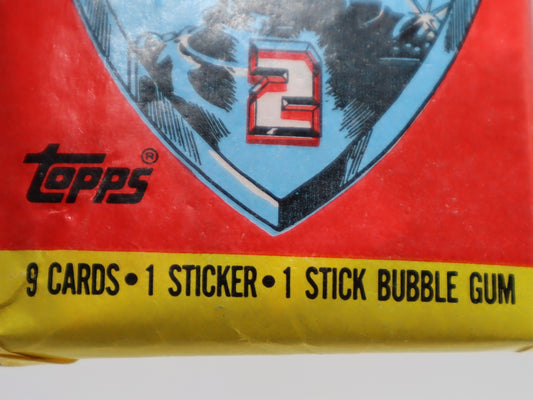 2
Topps®
9 CARDS • 1 STICKER • 1 STICK BUBBLE GUM